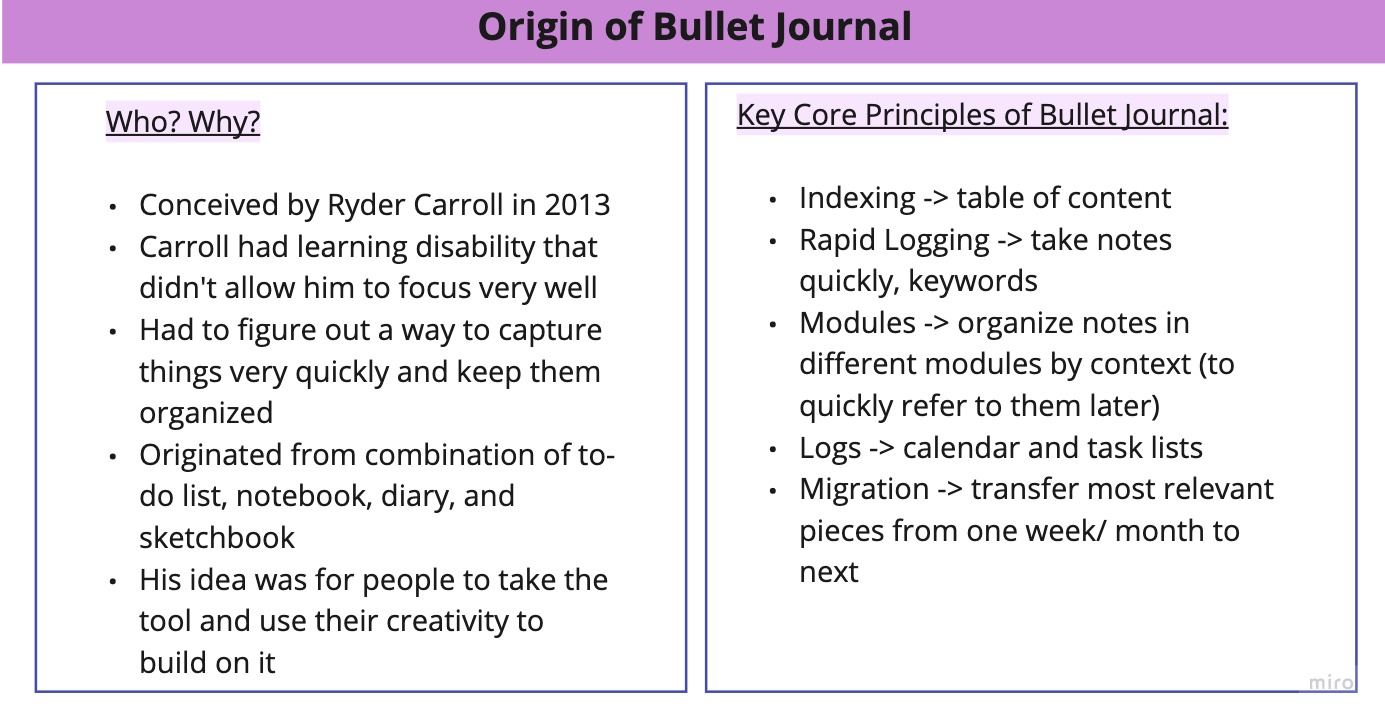 Origin of Bullet Journal
Who? Why?
• Conceived by Ryder Carroll in 2013
• Carroll had learning disability that
didn't allow him to focus very well
• Had to figure out a way to capture
things very quickly and keep them
organized
• Originated from combination of to-
do list, notebook, diary, and
sketchbook
• His idea was for people to take the
tool and use their creativity to
build on it
Key Core Principles of Bullet Journal:
• Indexing -> table of content
• Rapid Logging -> take notes
quickly, keywords
• Modules -> organize notes in
different modules by context (to
quickly refer to them later)
• Logs -> calendar and task lists
• Migration -> transfer most relevant
pieces from one week/ month to
next
miro